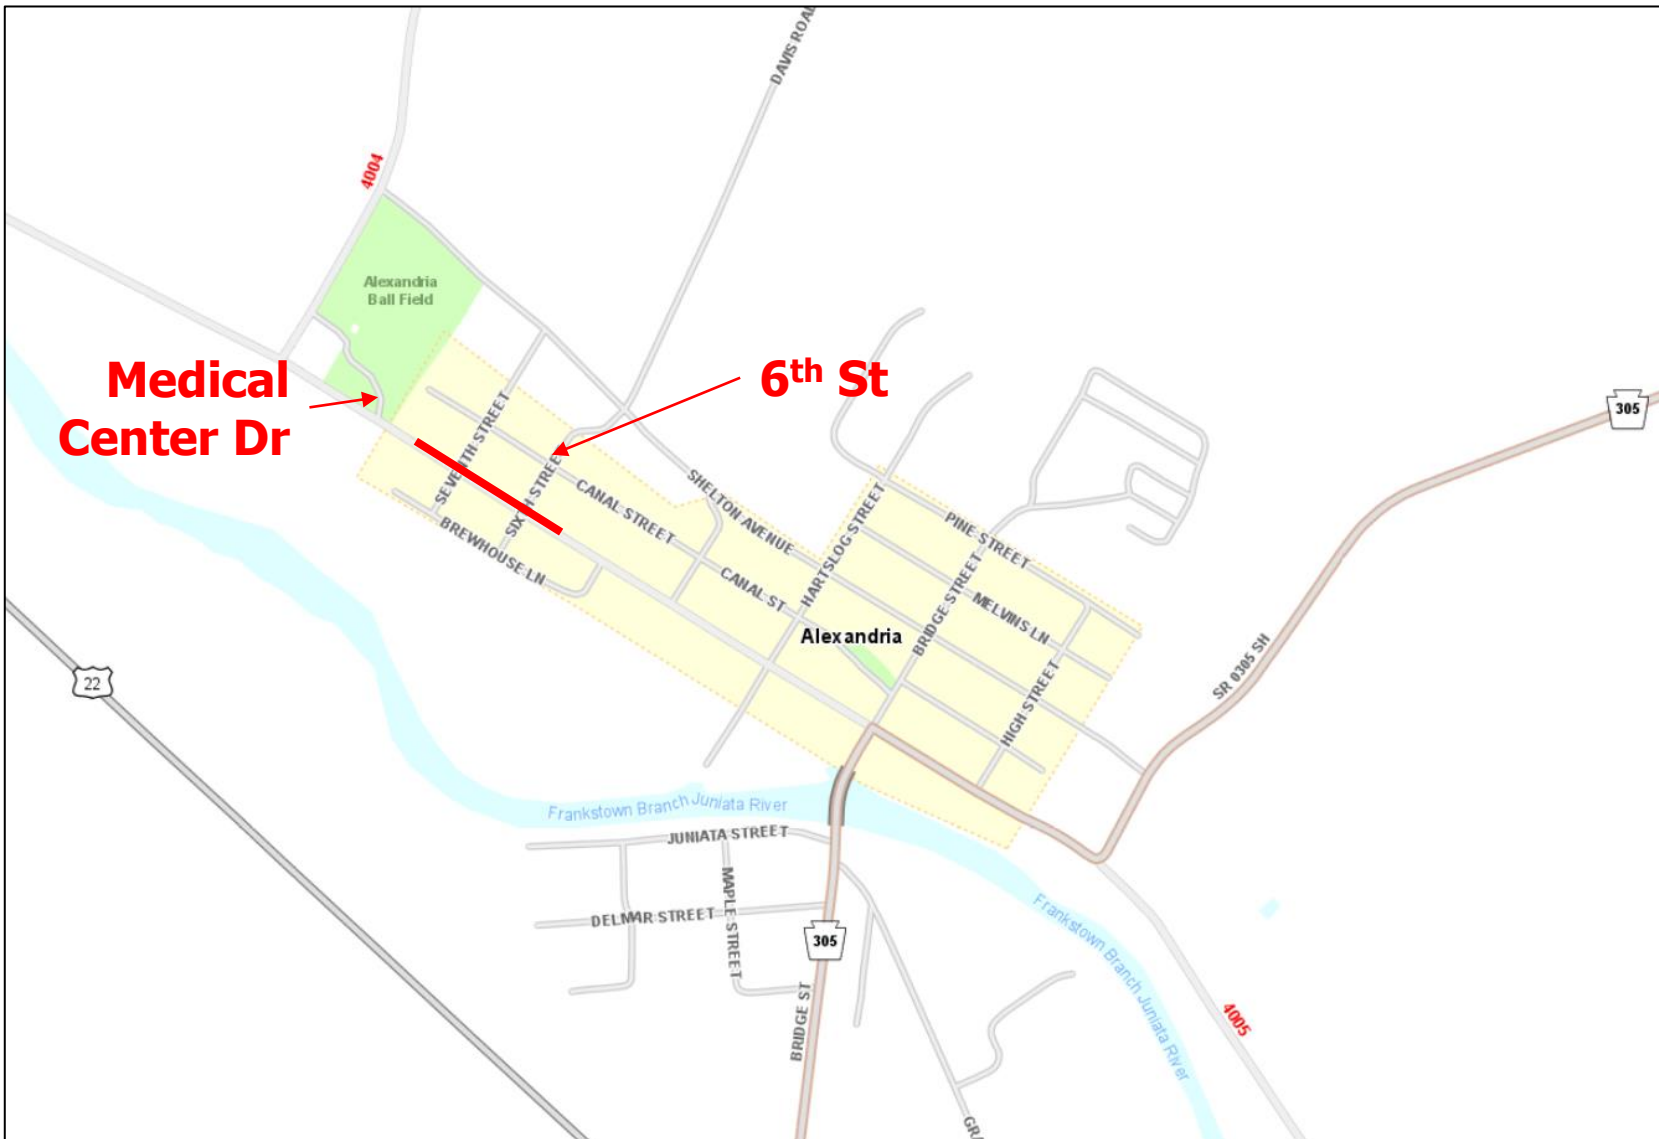 DAVIS ROAD
4004
Alexandria
Ball Field
Medical
Center Dr
6th St
305
SEVENTH STREET
SIXTH STREET
CANAL STREET
SHELTON AVENUE
BREWHOUSE LN
CANAL ST
HARTSLOG STREET
PINE STREET
BRIDGE STREET
MELVINS LN
Alexandria
HIGH STREET
SR 0305 SH
22
Frankstown Branch Juniata River
JUNIATA STREET
MAPLE STREET
DELMAR STREET
305
BRIDGE ST
Frankstown Branch Juniata River
4005
GRA